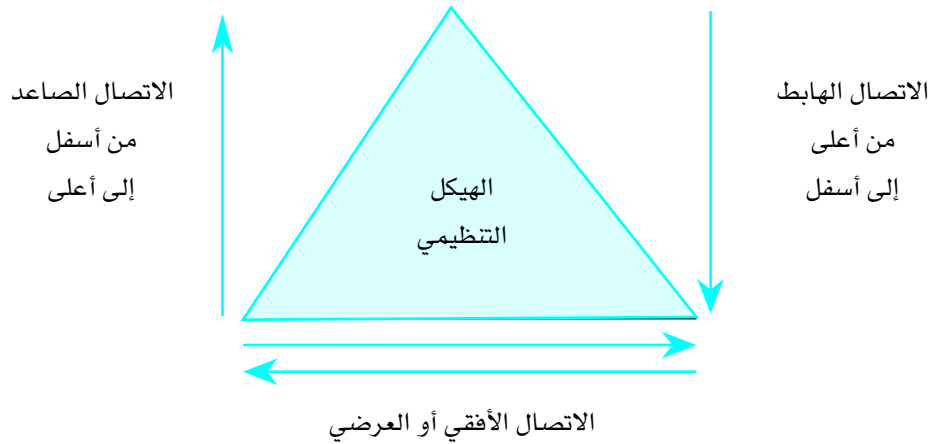 الاتصال الهابط
من أعلى
إلى أسفل
الهيكل
التنظيمي
الاتصال الصاعد
من أسفل
إلى أعلى
الاتصال الأفقي أو العرضي